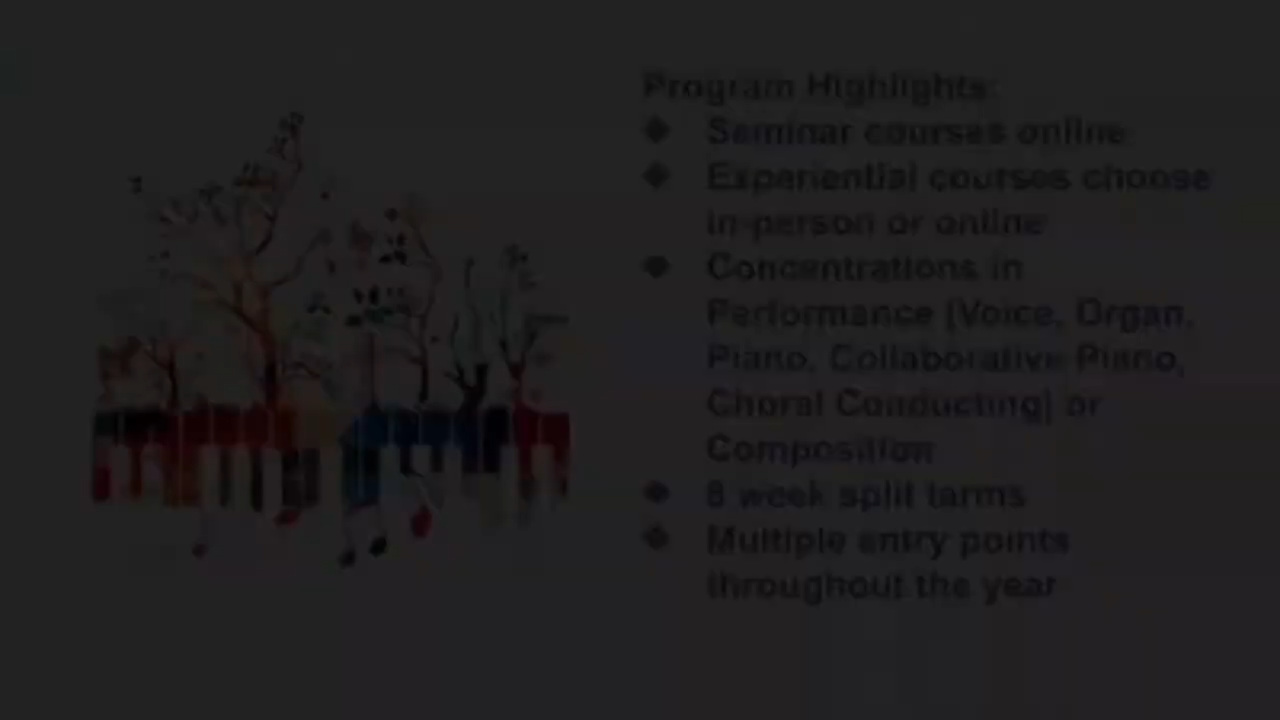 Program Highlights:
❖ Seminar courses online
❖ Experiential courses choose
in-person or online
❖ Concentrations in
Performance (Voice, Organ,
Piano, Collaborative Piano,
Choral Conducting) or
Composition
❖ 8 week split terms
❖ Multiple entry points
throughout the year